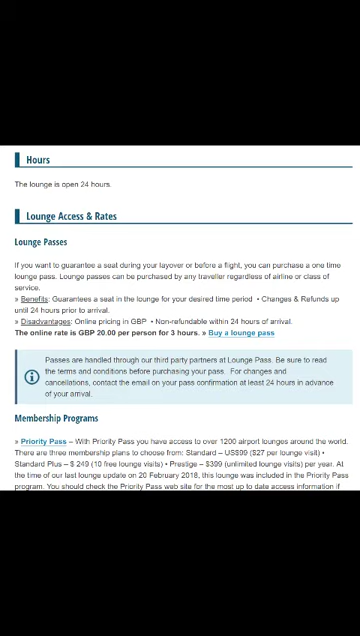 Hours
The lounge is open 24 hours.
Lounge Access & Rates
Lounge Passes
If you want to guarantee a seat during your layover or before a flight, you can purchase a one time
lounge pass. Lounge passes can be purchased by any traveller regardless of airline or class of
service.
» Benefits: Guarantees a seat in the lounge for your desired time period • Changes & Refunds up
until 24 hours prior to arrival.
» Disadvantages: Online pricing in GBP • Non-refundable within 24 hours of arrival.
The online rate is GBP 20.00 per person for 3 hours. » Buy a lounge pass
Passes are handled through our third party partners at Lounge Pass. Be sure to read
the terms and conditions before purchasing your pass. For changes and
cancellations, contact the email on your pass confirmation at least 24 hours in advance
of your arrival.
Membership Programs
» Priority Pass – With Priority Pass you have access to over 1200 airport lounges around the world.
There are three membership plans to choose from: Standard – US$99 ($27 per lounge visit) •
Standard Plus – $ 249 (10 free lounge visits) • Prestige – $399 (unlimited lounge visits) per year. At
the time of our last lounge update on 20 February 2018, this lounge was included in the Priority Pass
program. You should check the Priority Pass web site for the most up to date access information if